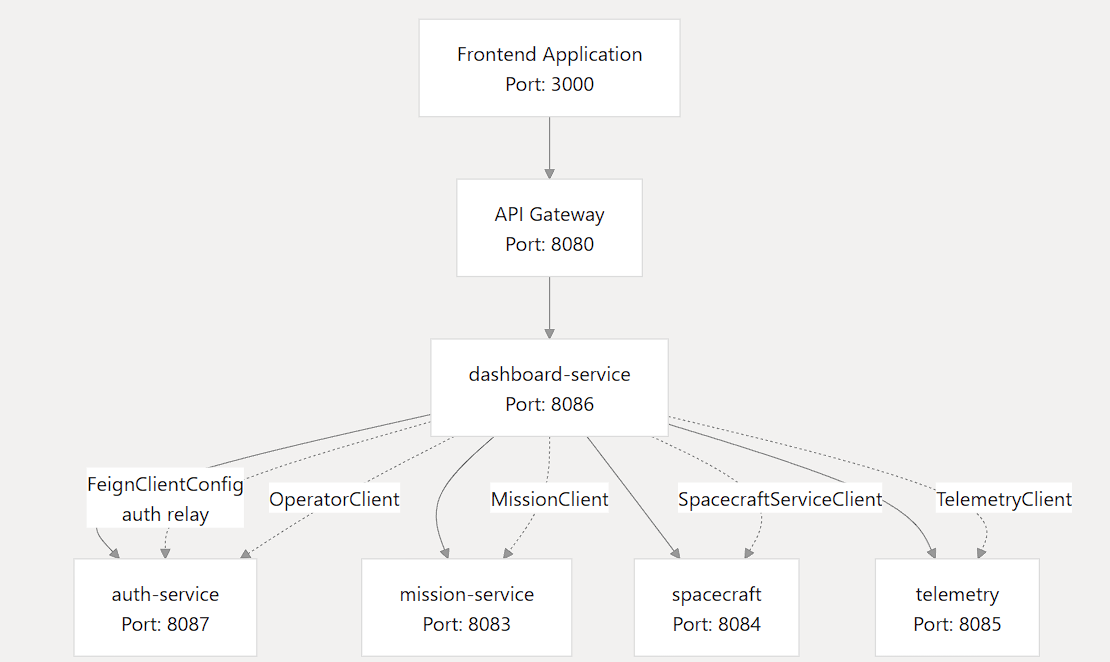 Frontend Application
Port: 3000
API Gateway
Port: 8080
dashboard-service
Port: 8086
FeignClientConfig
auth relay
OperatorClient
MissionClient
SpacecraftServiceClient
TelemetryClient
auth-service
Port: 8087
mission-service
Port: 8083
spacecraft
Port: 8084
telemetry
Port: 8085